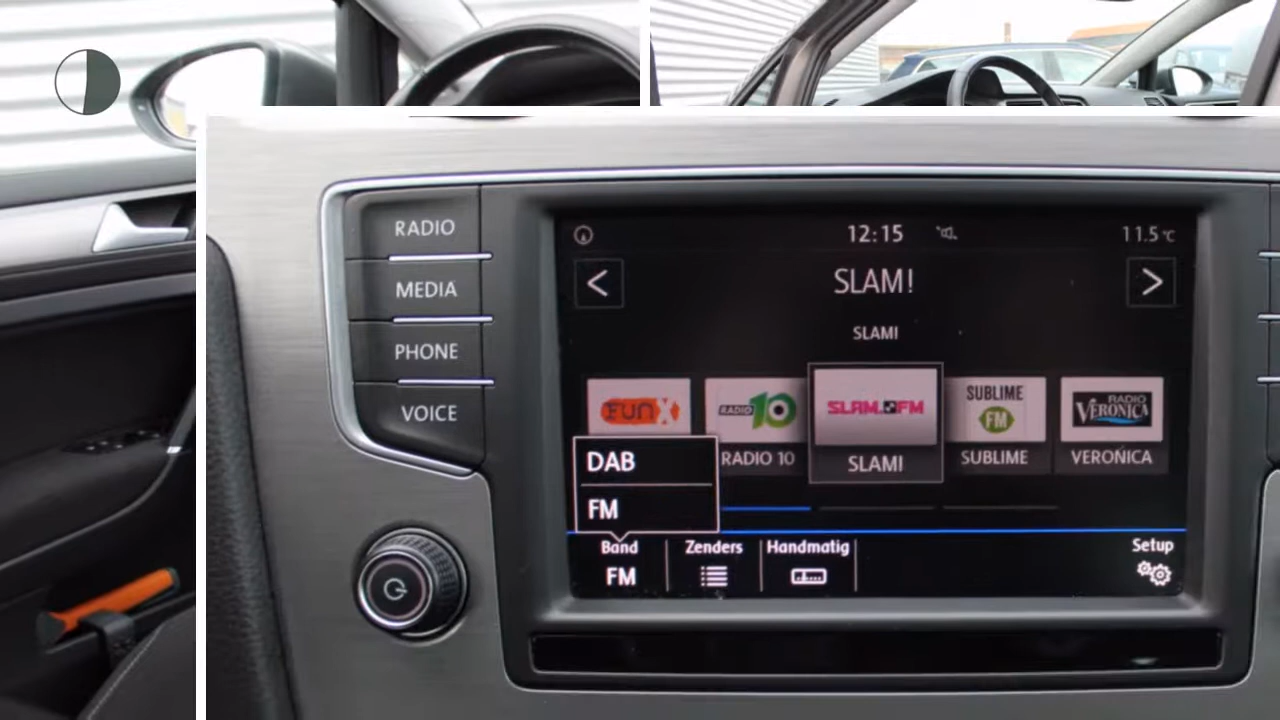 RADIO
MEDIA
PHONE
VOICE
12:15
11.5 °C
<
SLAM!
>
SLAM!
FUNX
RADIO 10
SLAM.FM
SUBLIME
FM
RADIO
VERONICA
RADIO 10
SLAM!
SUBLIME
VERONICA
DAB
FM
Band
FM
Zenders
Handmatig
Setup